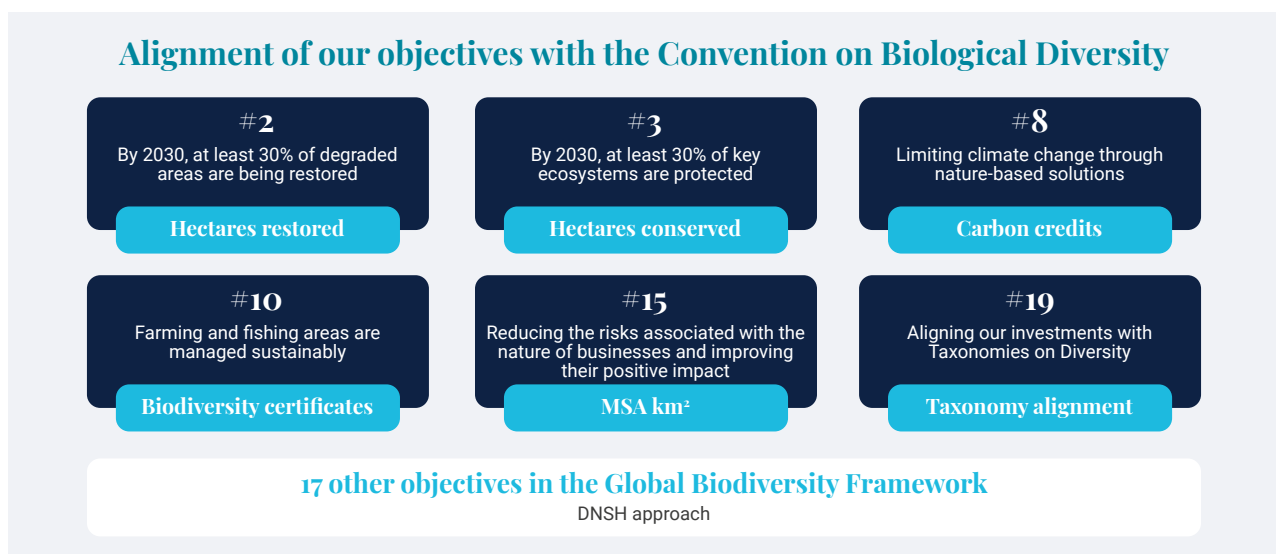 Alignment of our objectives with the Convention on Biological Diversity
#2
By 2030, at least 30% of degraded
areas are being restored
Hectares restored
#3
By 2030, at least 30% of key
ecosystems are protected
Hectares conserved
#8
Limiting climate change through
nature-based solutions
Carbon credits
#10
Farming and fishing areas are
managed sustainably
Biodiversity certificates
#15
Reducing the risks associated with the
nature of businesses and improving
their positive impact
MSA km²
#19
Aligning our investments with
Taxonomies on Diversity
Taxonomy alignment
17 other objectives in the Global Biodiversity Framework
DNSH approach